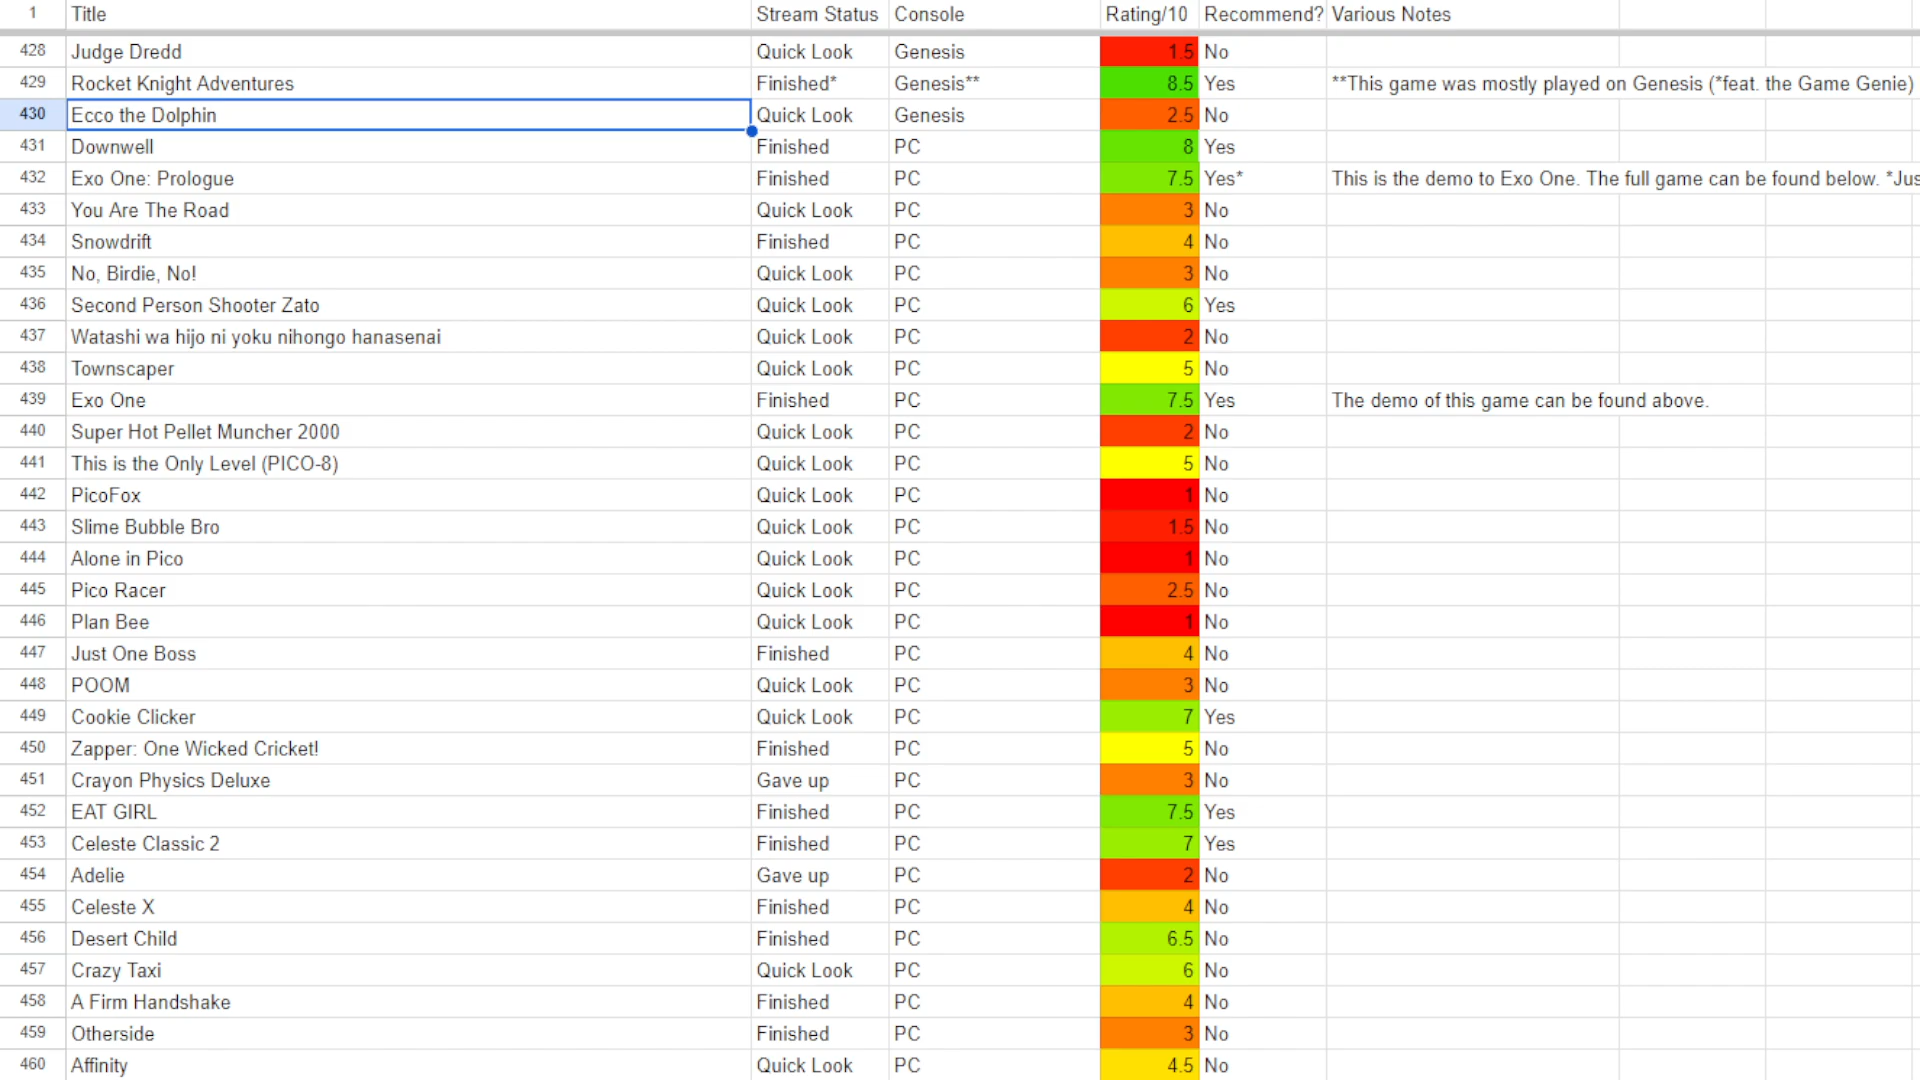 1 Title Stream Status Console Rating/10 Recommend? Various Notes
428 Judge Dredd Quick Look Genesis 1.5 No
429 Rocket Knight Adventures Finished* Genesis** 8.5 Yes **This game was mostly played on Genesis (*feat. the Game Genie)
430 Ecco the Dolphin Quick Look Genesis 2.5 No
431 Downwell Finished PC 8 Yes
432 Exo One: Prologue Finished PC 7.5 Yes* This is the demo to Exo One. The full game can be found below. *Jus
433 You Are The Road Quick Look PC 3 No
434 Snowdrift Finished PC 4 No
435 No, Birdie, No! Quick Look PC 3 No
436 Second Person Shooter Zato Quick Look PC 6 Yes
437 Watashi wa hijo ni yoku nihongo hanasenai Quick Look PC 2 No
438 Townscaper Quick Look PC 5 No
439 Exo One Finished PC 7.5 Yes The demo of this game can be found above.
440 Super Hot Pellet Muncher 2000 Quick Look PC 2 No
441 This is the Only Level (PICO-8) Quick Look PC 5 No
442 PicoFox Quick Look PC 1 No
443 Slime Bubble Bro Quick Look PC 1.5 No
444 Alone in Pico Quick Look PC 1 No
445 Pico Racer Quick Look PC 2.5 No
446 Plan Bee Quick Look PC 1 No
447 Just One Boss Finished PC 4 No
448 POOM Quick Look PC 3 No
449 Cookie Clicker Quick Look PC 7 Yes
450 Zapper: One Wicked Cricket! Finished PC 5 No
451 Crayon Physics Deluxe Gave up PC 3 No
452 EAT GIRL Finished PC 7.5 Yes
453 Celeste Classic 2 Finished PC 7 Yes
454 Adelie Gave up PC 2 No
455 Celeste X Finished PC 4 No
456 Desert Child Finished PC 6.5 No
457 Crazy Taxi Quick Look PC 6 No
458 A Firm Handshake Finished PC 4 No
459 Otherside Finished PC 3 No
460 Affinity Quick Look PC 4.5 No